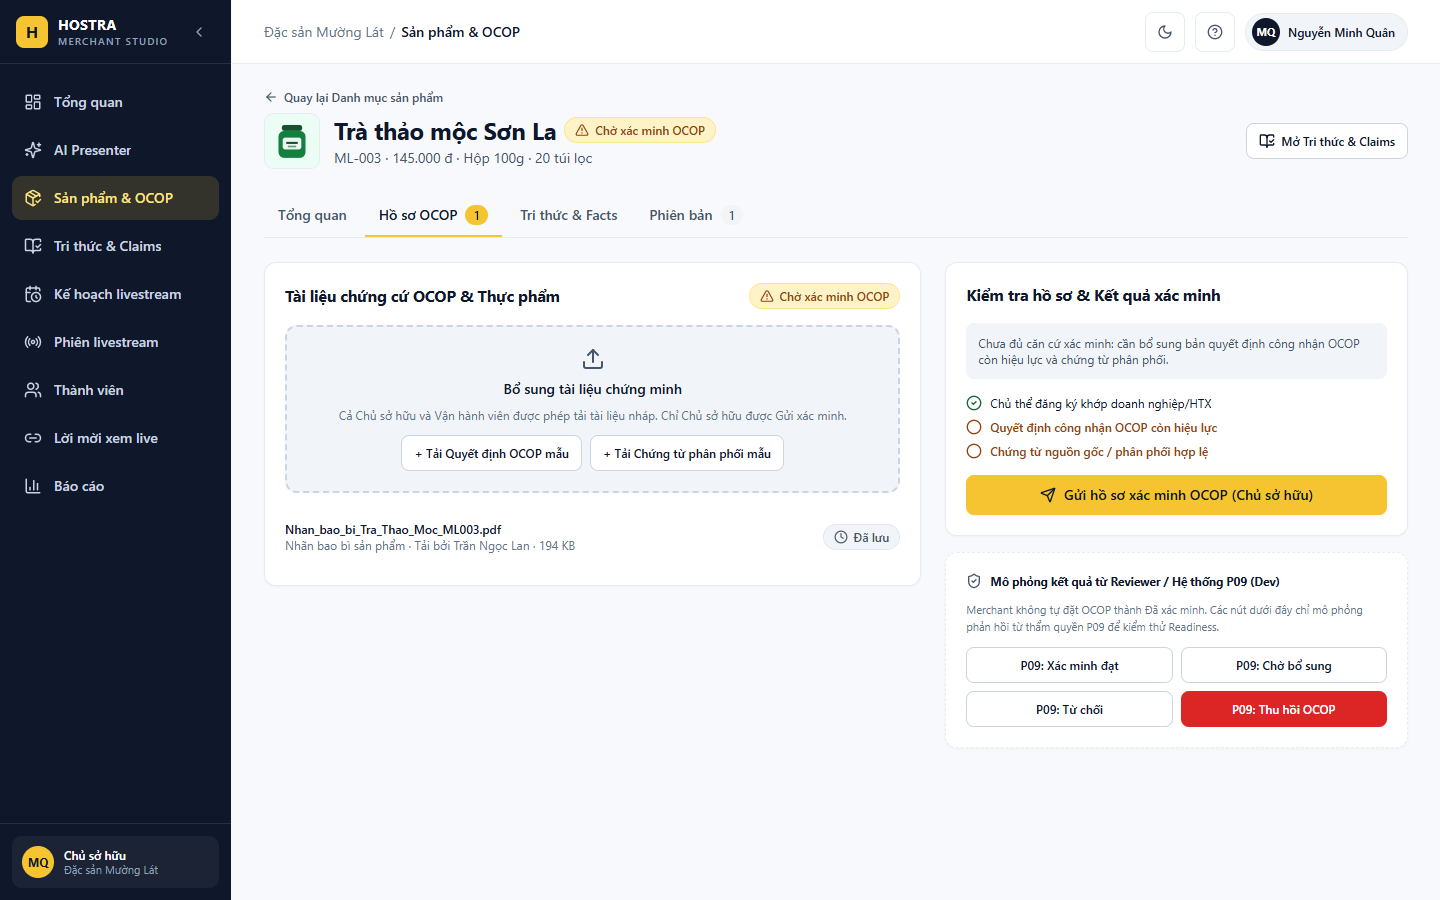 H
HOSTRA
MERCHANT STUDIO
Tổng quan
AI Presenter
Sản phẩm & OCOP
Tri thức & Claims
Kế hoạch livestream
Phiên livestream
Thành viên
Lời mời xem live
Báo cáo
MQ
Chủ sở hữu
Đặc sản Mường Lát
Đặc sản Mường Lát / Sản phẩm & OCOP
MQ Nguyễn Minh Quân
Quay lại Danh mục sản phẩm
Trà thảo mộc Sơn La
Chờ xác minh OCOP
ML-003 · 145.000 đ · Hộp 100g · 20 túi lọc
Mở Tri thức & Claims
Tổng quan
Hồ sơ OCOP 1
Tri thức & Facts
Phiên bản 1
Tài liệu chứng cứ OCOP & Thực phẩm
Chờ xác minh OCOP
Bổ sung tài liệu chứng minh
Cả Chủ sở hữu và Vận hành viên được phép tải tài liệu nháp. Chỉ Chủ sở hữu được Gửi xác minh.
+ Tải Quyết định OCOP mẫu
+ Tải Chứng từ phân phối mẫu
Nhan_bao_bi_Tra_Thao_Moc_ML003.pdf
Nhãn bao bì sản phẩm · Tải bởi Trần Ngọc Lan · 194 KB
Đã lưu
Kiểm tra hồ sơ & Kết quả xác minh
Chưa đủ căn cứ xác minh: cần bổ sung bản quyết định công nhận OCOP
còn hiệu lực và chứng từ phân phối.
Chủ thể đăng ký khớp doanh nghiệp/HTX
Quyết định công nhận OCOP còn hiệu lực
Chứng từ nguồn gốc / phân phối hợp lệ
Gửi hồ sơ xác minh OCOP (Chủ sở hữu)
Mô phỏng kết quả từ Reviewer / Hệ thống P09 (Dev)
Merchant không tự đặt OCOP thành Đã xác minh. Các nút dưới đây chỉ mô phỏng
phản hồi từ thẩm quyền P09 để kiểm thử Readiness.
P09: Xác minh đạt
P09: Chờ bổ sung
P09: Từ chối
P09: Thu hồi OCOP